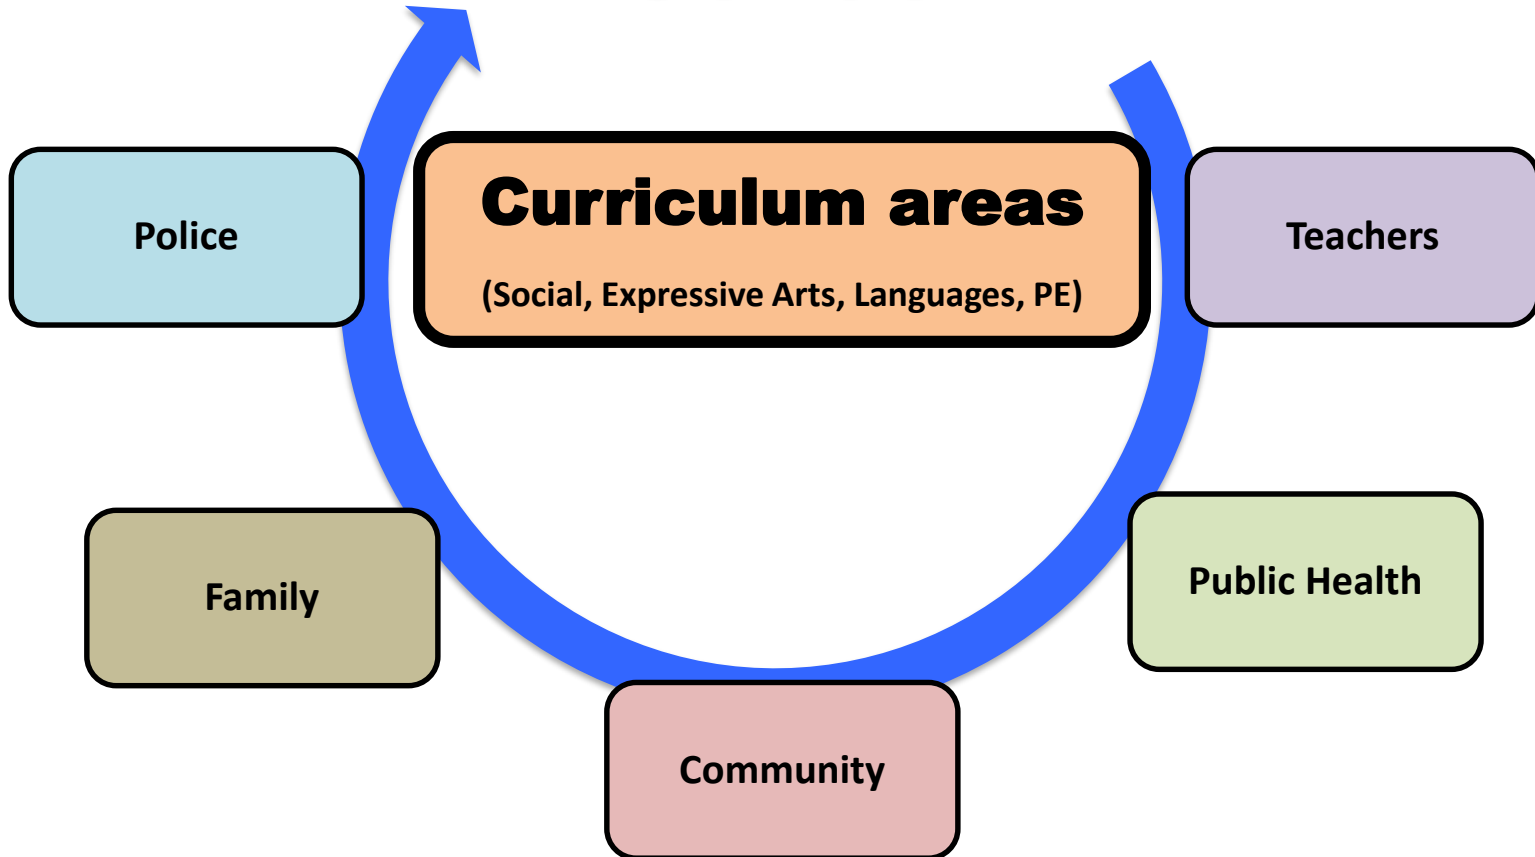 Curriculum areas
(Social, Expressive Arts, Languages, PE)
Police
Teachers
Family
Public Health
Community